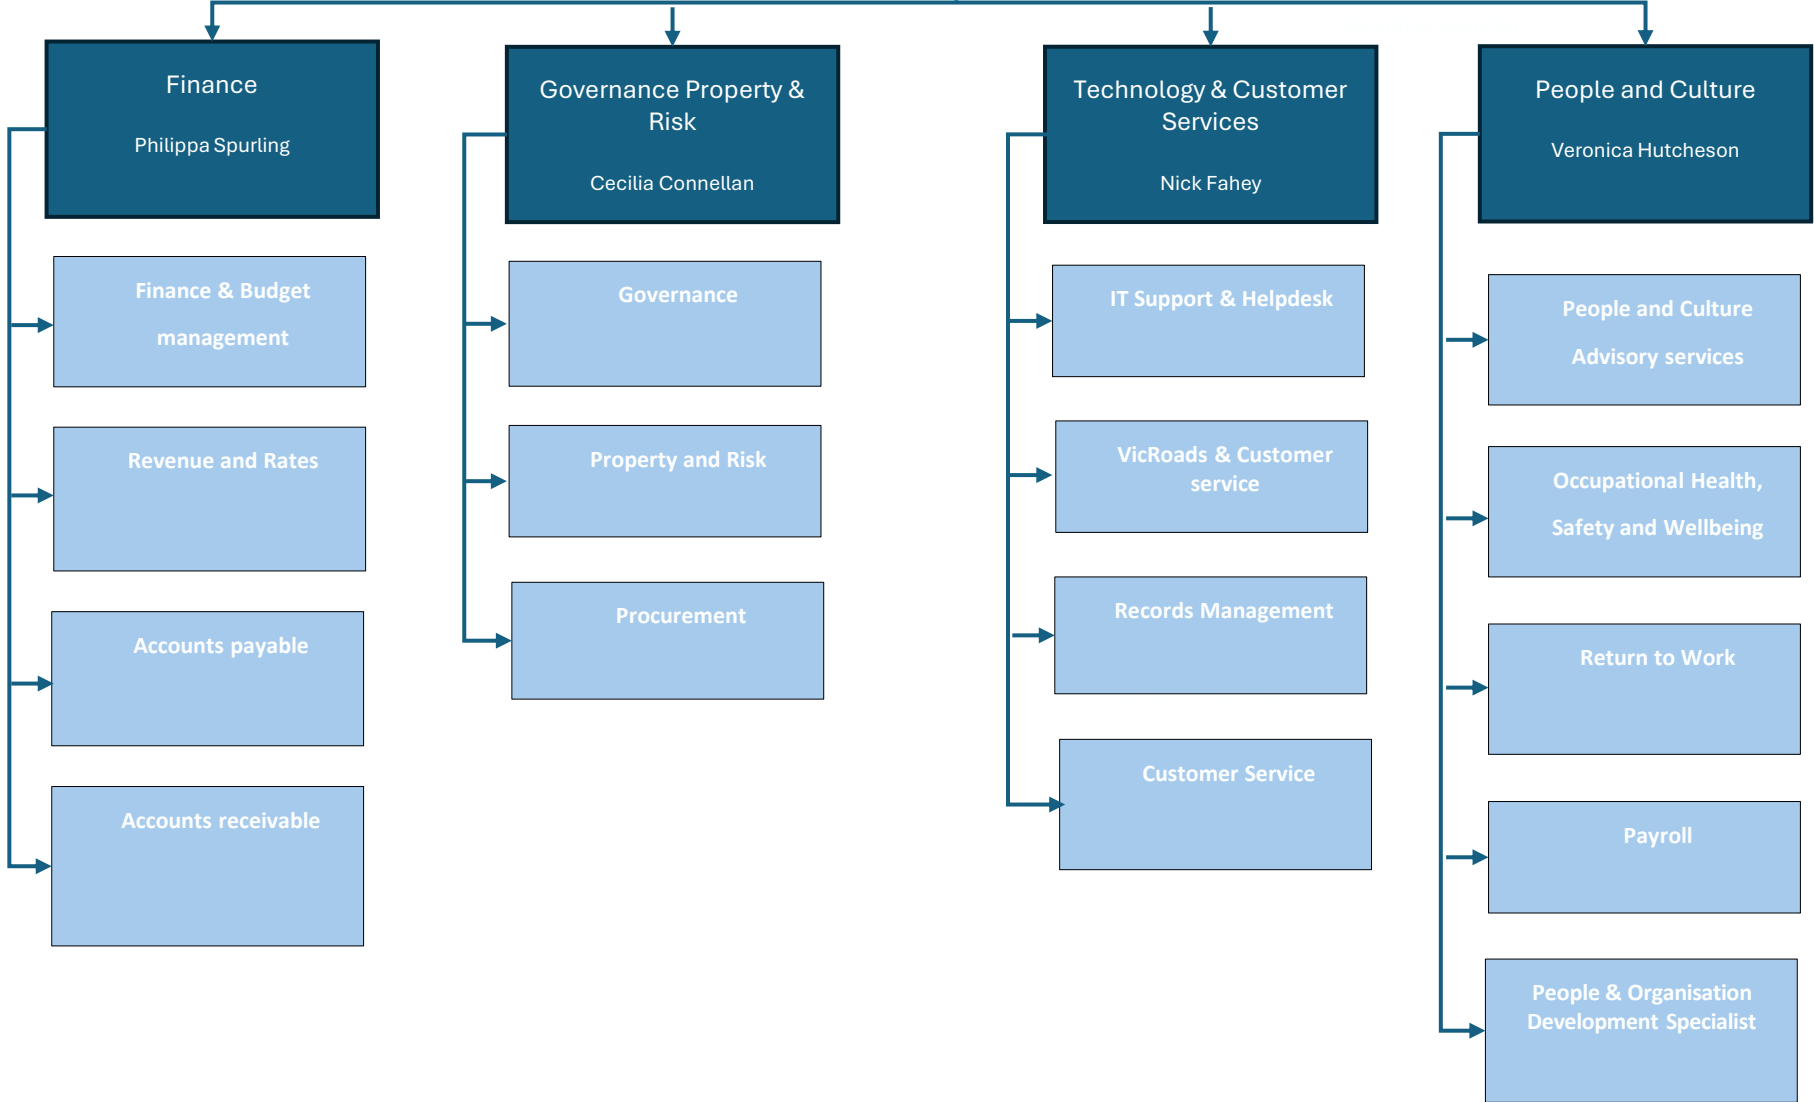 Finance
Philippa Spurling
Finance & Budget
management
Revenue and Rates
Accounts payable
Accounts receivable
Governance Property &
Risk
Cecilia Connellan
Governance
Property and Risk
Procurement
Technology & Customer
Services
Nick Fahey
IT Support & Helpdesk
VicRoads & Customer
service
Records Management
Customer Service
People and Culture
Veronica Hutcheson
People and Culture
Advisory services
Occupational Health,
Safety and Wellbeing
Return to Work
Payroll
People & Organisation
Development Specialist